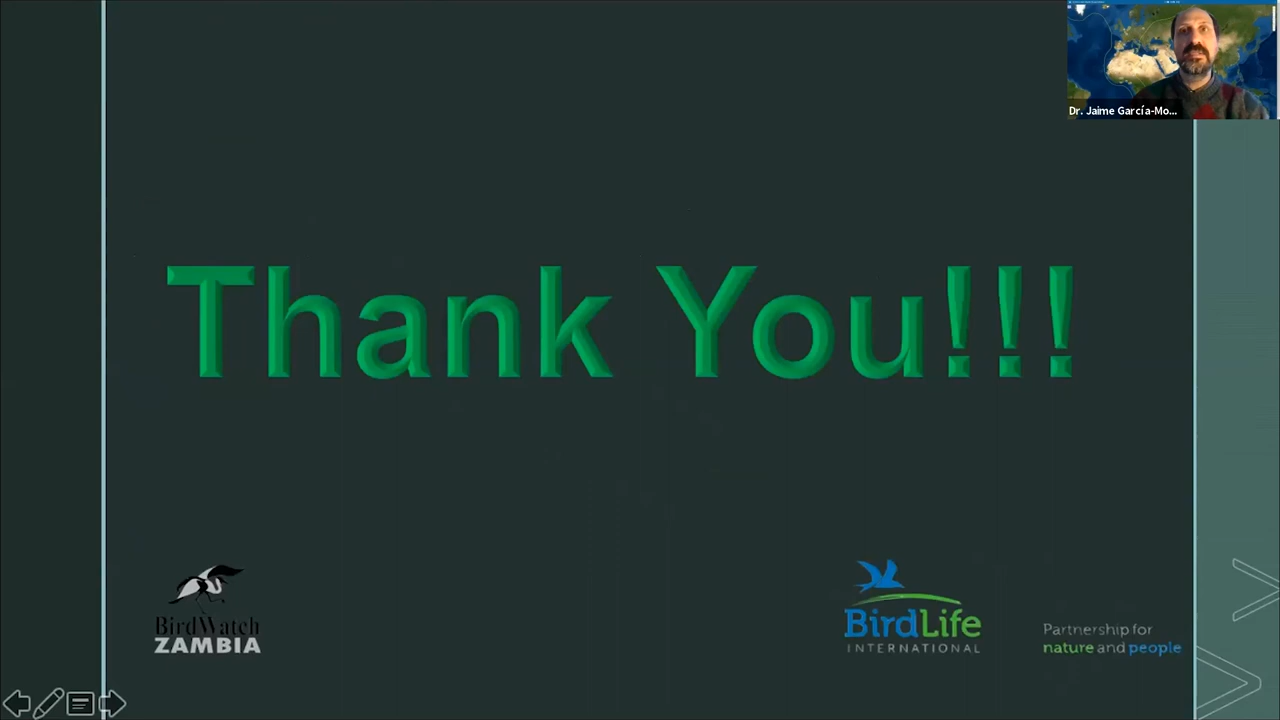 Dr. Jaime García-Mo...
Thank You!!!
BirdWatch
ZAMBIA
BirdLife
INTERNATIONAL
Partnership for
nature and people